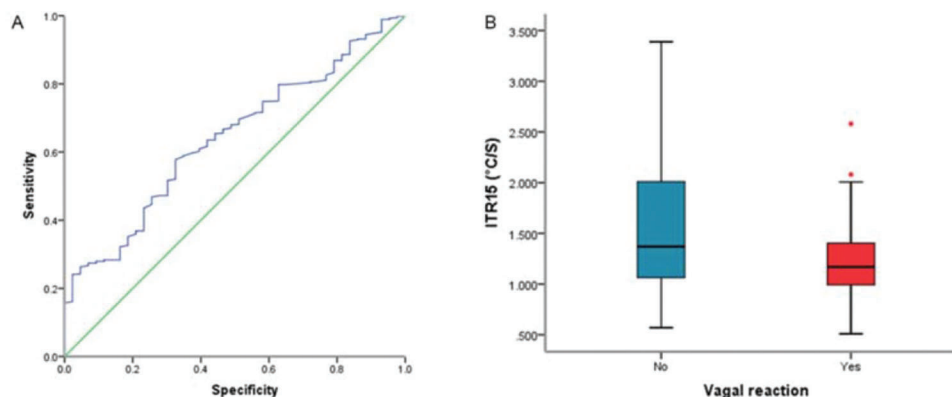 A
1.0
0.8
0.6
0.4
0.2
0.0
Sensitivity
0.0 0.2 0.4 0.6 0.8 1.0
Specificity
B
3.500
3.000
2.500
2.000
1.500
1.000
.500
ITR15 (°C/S)
No Yes
Vagal reaction